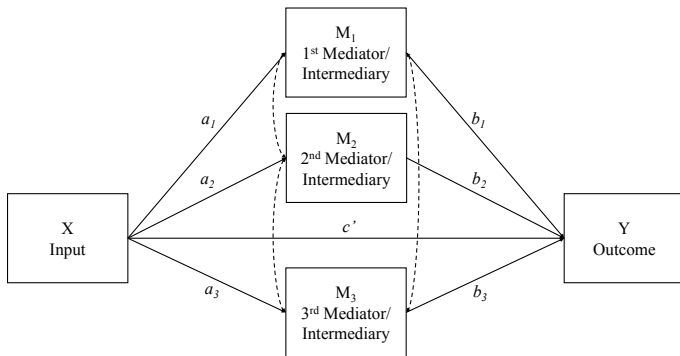 M₁
1ˢᵗ Mediator/
Intermediary
a₁
b₁
M₂
2ⁿᵈ Mediator/
Intermediary
a₂
b₂
X
Input
c’
Y
Outcome
a₃
b₃
M₃
3ʳᵈ Mediator/
Intermediary